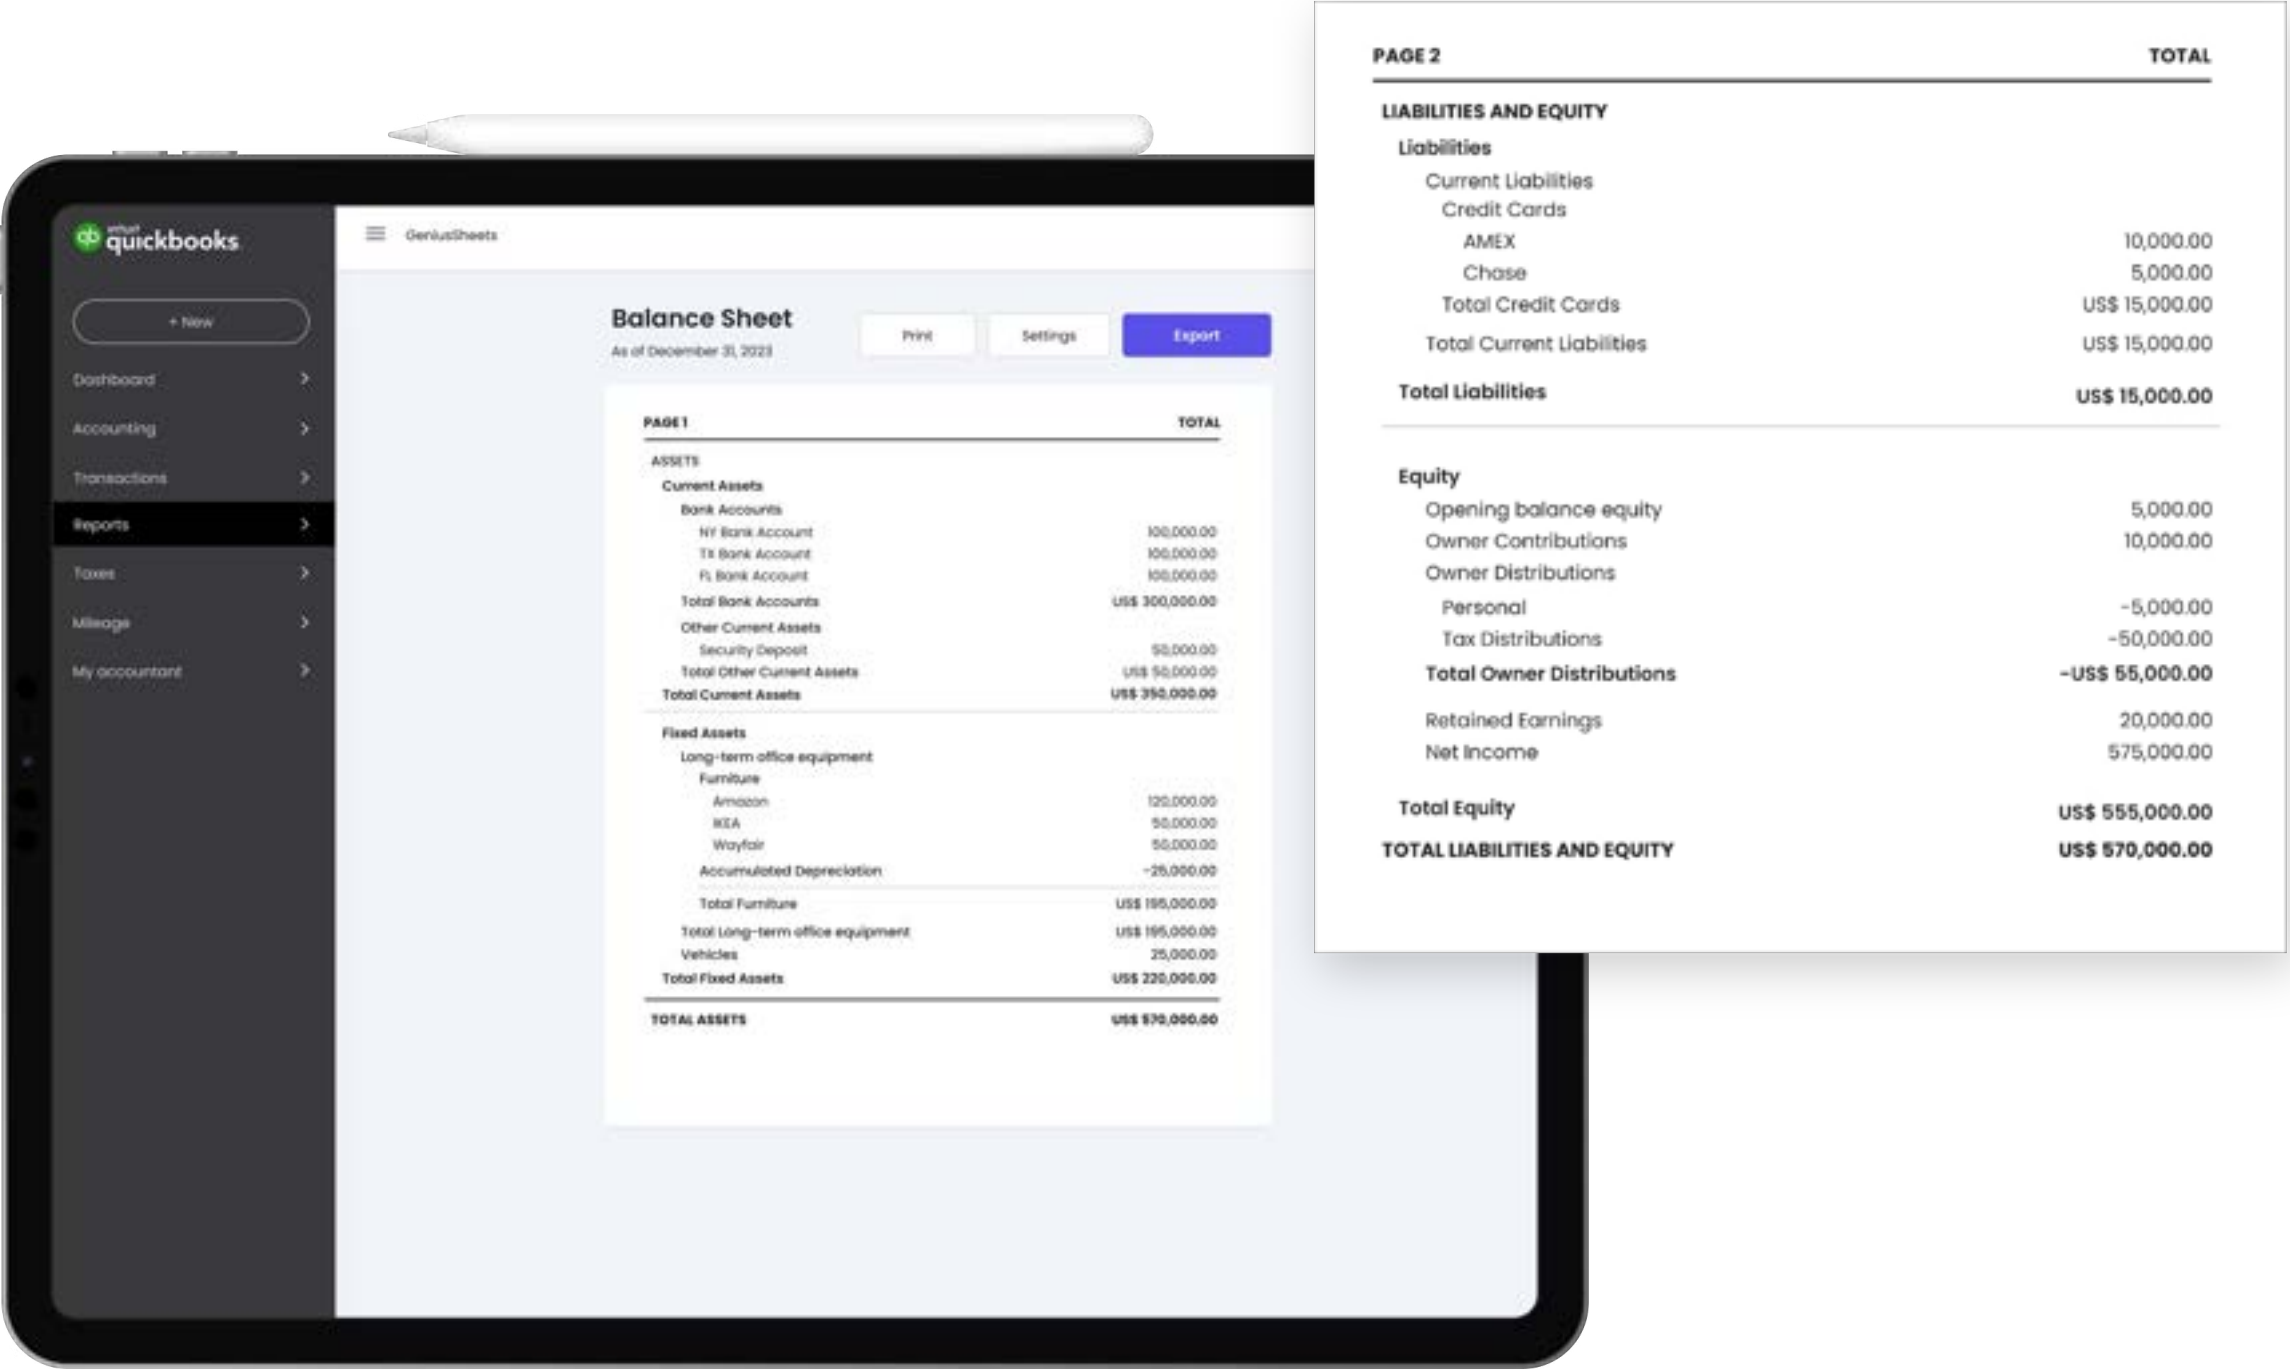 intuit
qb quickbooks
GeniusSheets
+ New
Dashboard
Accounting
Transactions
Reports
Taxes
Mileage
My accountant
Balance Sheet
As of December 31, 2023
Print
Settings
Export
PAGE 1 TOTAL
ASSETS
Current Assets
Bank Accounts
NY Bank Account 100,000.00
TX Bank Account 100,000.00
FL Bank Account 100,000.00
Total Bank Accounts US$ 300,000.00
Other Current Assets
Security Deposit 50,000.00
Total Other Current Assets US$ 50,000.00
Total Current Assets US$ 350,000.00
Fixed Assets
Long-term office equipment
Furniture
Amazon 120,000.00
IKEA 50,000.00
Wayfair 50,000.00
Accumulated Depreciation -25,000.00
Total Furniture US$ 195,000.00
Total Long-term office equipment US$ 195,000.00
Vehicles 25,000.00
Total Fixed Assets US$ 220,000.00
TOTAL ASSETS US$ 570,000.00
PAGE 2 TOTAL
LIABILITIES AND EQUITY
Liabilities
Current Liabilities
Credit Cards
AMEX 10,000.00
Chase 5,000.00
Total Credit Cards US$ 15,000.00
Total Current Liabilities US$ 15,000.00
Total Liabilities US$ 15,000.00
Equity
Opening balance equity 5,000.00
Owner Contributions 10,000.00
Owner Distributions
Personal -5,000.00
Tax Distributions -50,000.00
Total Owner Distributions -US$ 55,000.00
Retained Earnings 20,000.00
Net Income 575,000.00
Total Equity US$ 555,000.00
TOTAL LIABILITIES AND EQUITY US$ 570,000.00